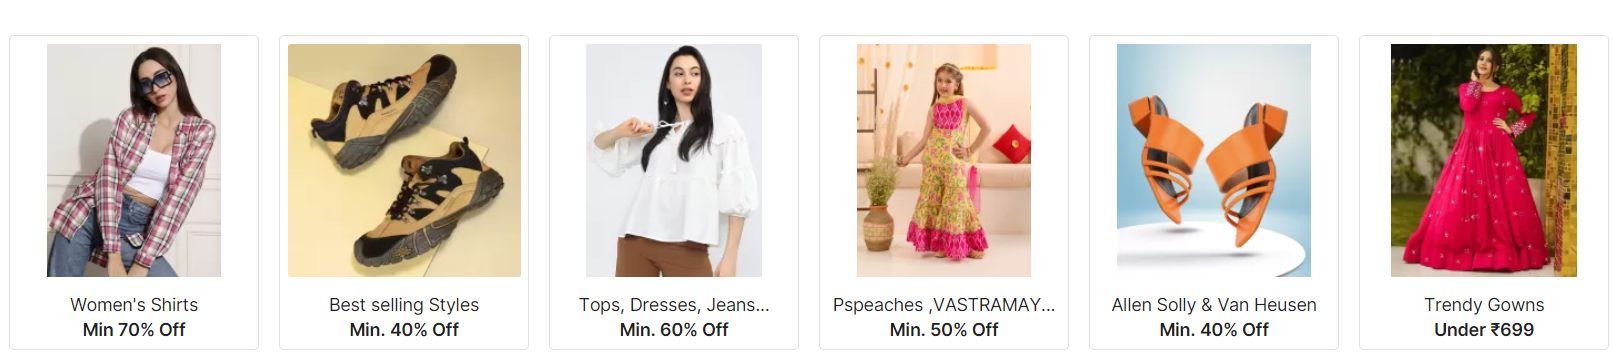 Women's Shirts
Min 70% Off
Best selling Styles
Min. 40% Off
Tops, Dresses, Jeans...
Min. 60% Off
Pspeaches ,VASTRAMAY...
Min. 50% Off
Allen Solly & Van Heusen
Min. 40% Off
Trendy Gowns
Under ₹699